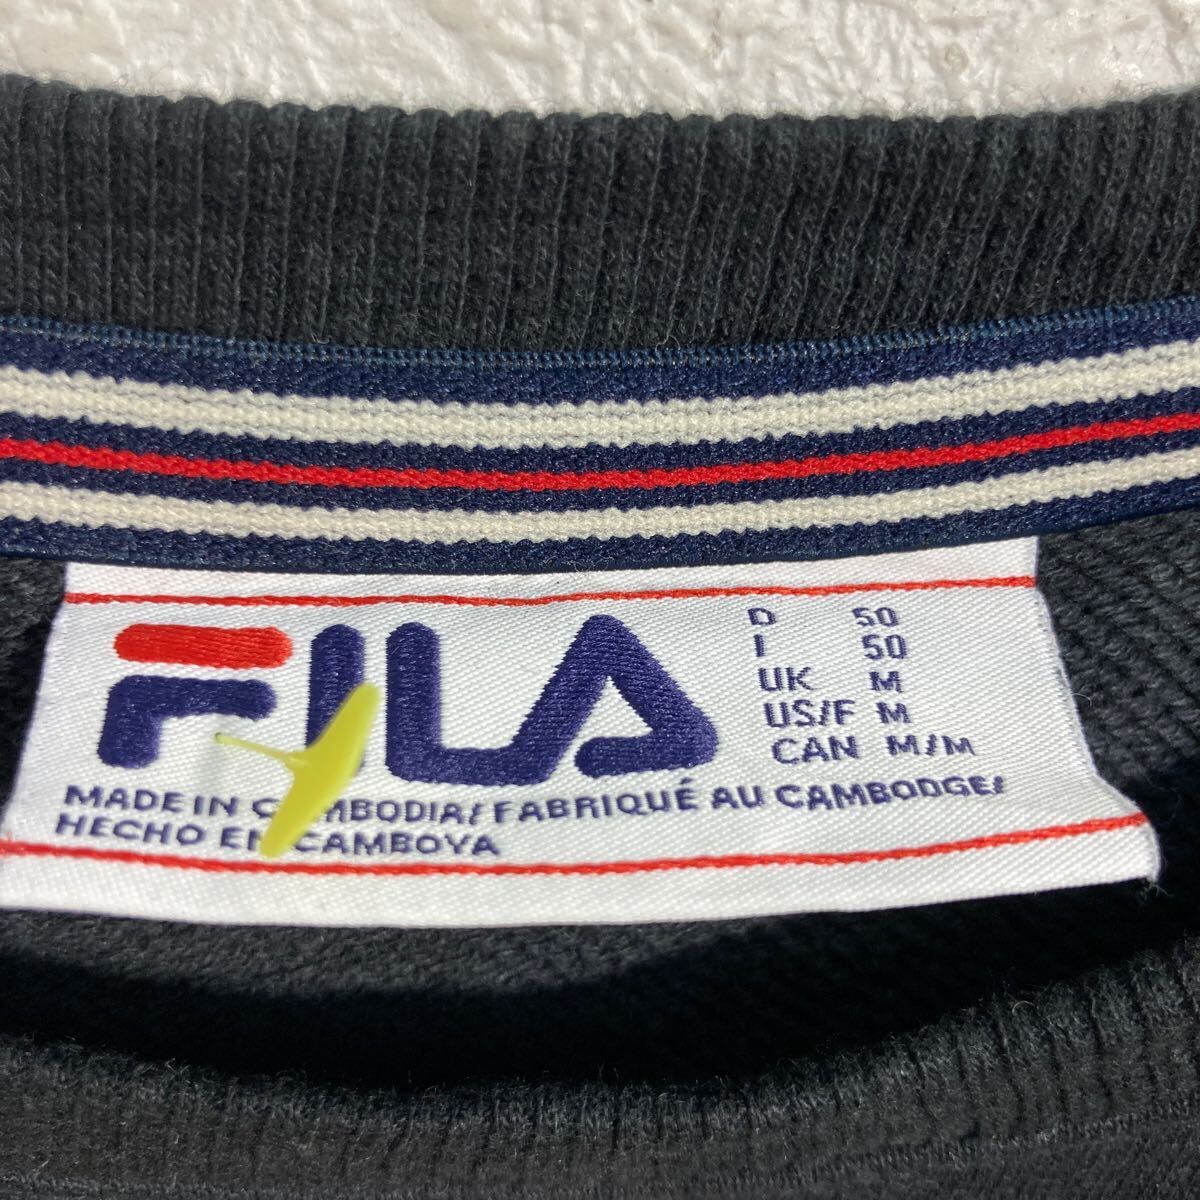 FILA
D 50
I 50
UK M
US/F M
CAN M/M
MADE IN CAMBODIA/ FABRIQUÉ AU CAMBODGE/
HECHO EN CAMBOYA